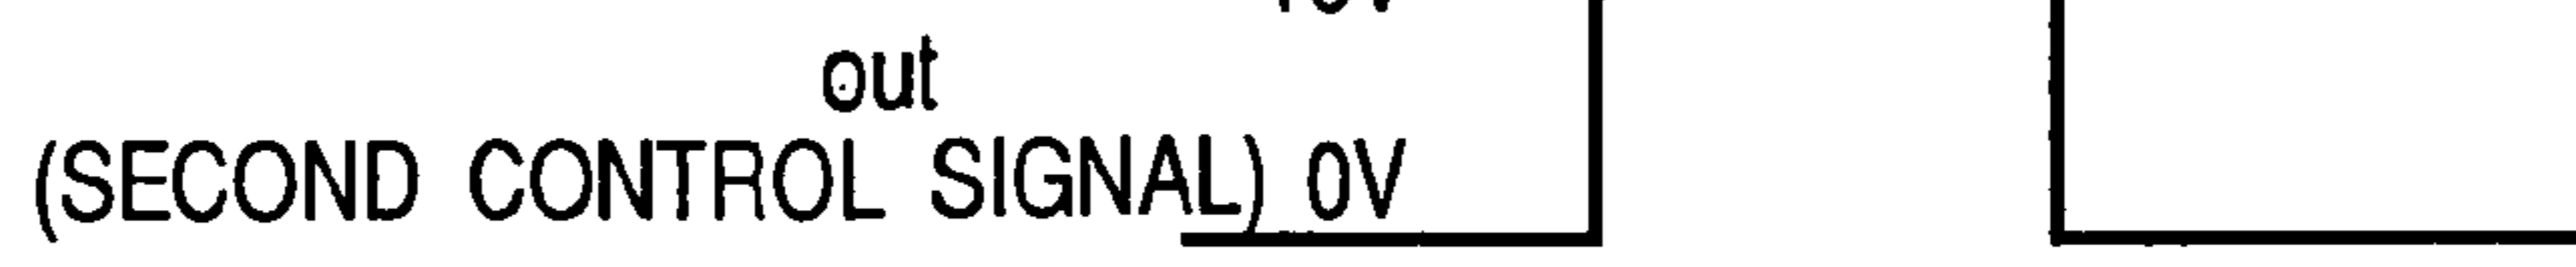 out
(SECOND CONTROL SIGNAL) 0V